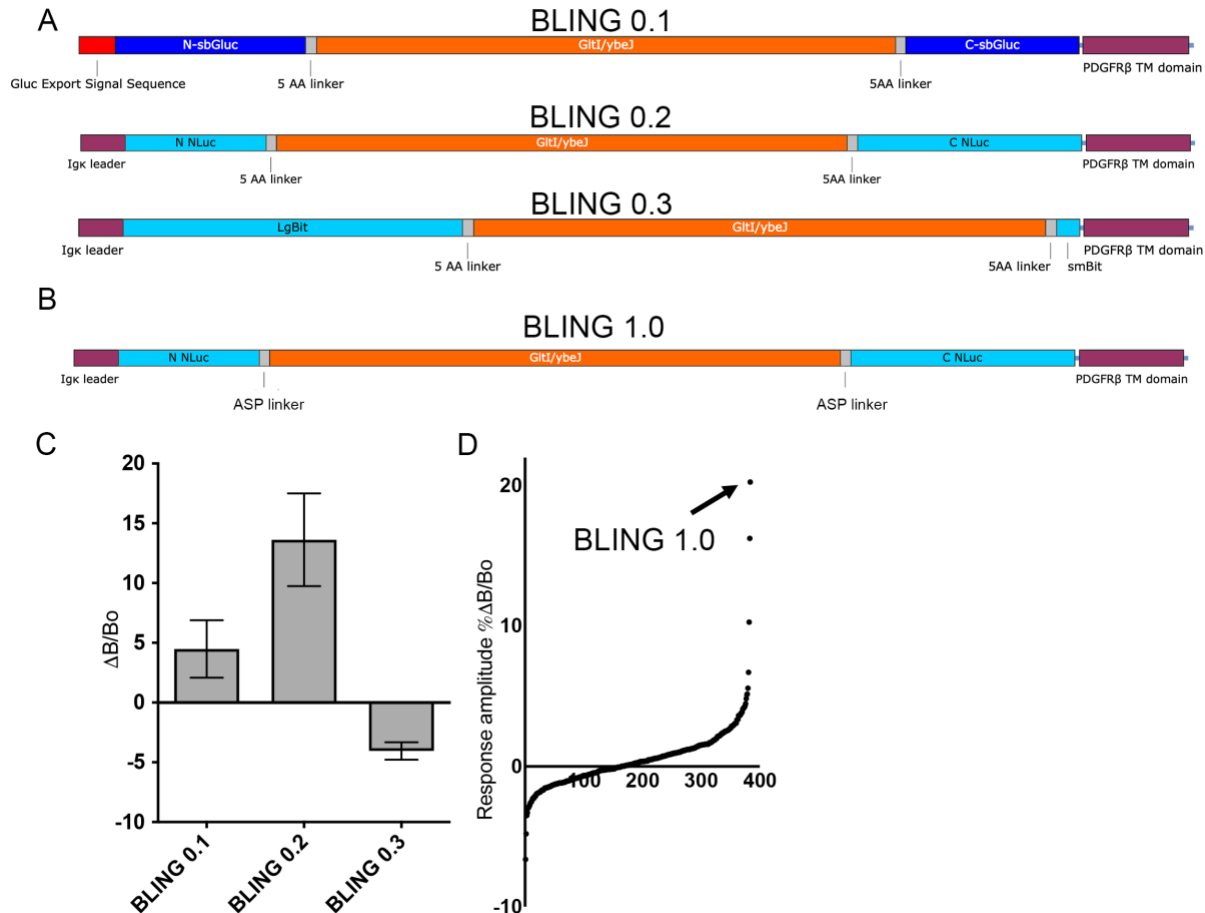 A
BLING 0.1
N-sbGluc
GltI/ybeJ
C-sbGluc
Gluc Export Signal Sequence
5 AA linker
5AA linker
PDGFRβ TM domain
BLING 0.2
N NLuc
GltI/ybeJ
C NLuc
Igκ leader
5 AA linker
5AA linker
PDGFRβ TM domain
BLING 0.3
LgBit
GltI/ybeJ
Igκ leader
5 AA linker
5AA linker
smBit
PDGFRβ TM domain
B
BLING 1.0
N NLuc
GltI/ybeJ
C NLuc
Igκ leader
ASP linker
ASP linker
PDGFRβ TM domain
C
ΔB/Bo
20
15
10
5
0
-5
-10
BLING 0.1
BLING 0.2
BLING 0.3
D
Response amplitude %ΔB/Bo
20
10
0
-10
100
200
300
400
BLING 1.0